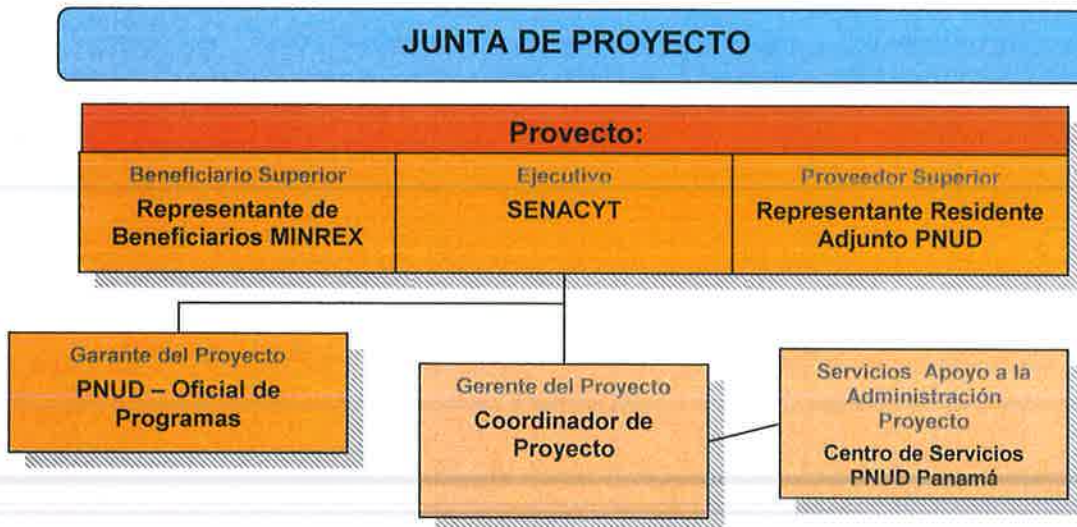 JUNTA DE PROYECTO
Proyecto:
Beneficiario Superior
Representante de
Beneficiarios MINREX
Ejecutivo
SENACYT
Proveedor Superior
Representante Residente
Adjunto PNUD
Garante del Proyecto
PNUD – Oficial de
Programas
Gerente del Proyecto
Coordinador de
Proyecto
Servicios Apoyo a la
Administración
Proyecto
Centro de Servicios
PNUD Panamá